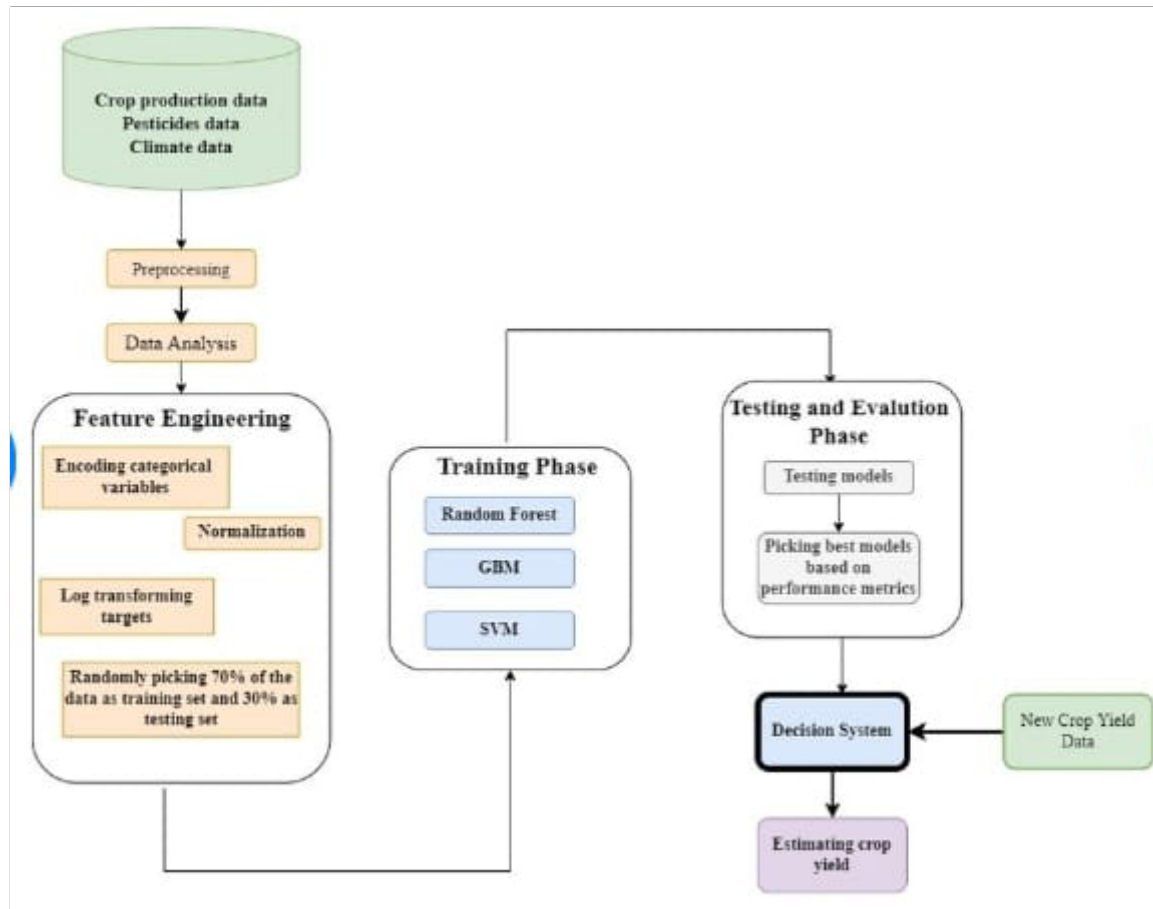 Crop production data
Pesticides data
Climate data
Preprocessing
Data Analysis
Feature Engineering
Encoding categorical
variables
Normalization
Log transforming
targets
Randomly picking 70% of the
data as training set and 30% as
testing set
Training Phase
Random Forest
GBM
SVM
Testing and Evalution
Phase
Testing models
Picking best models
based on
performance metrics
Decision System
New Crop Yield
Data
Estimating crop
yield